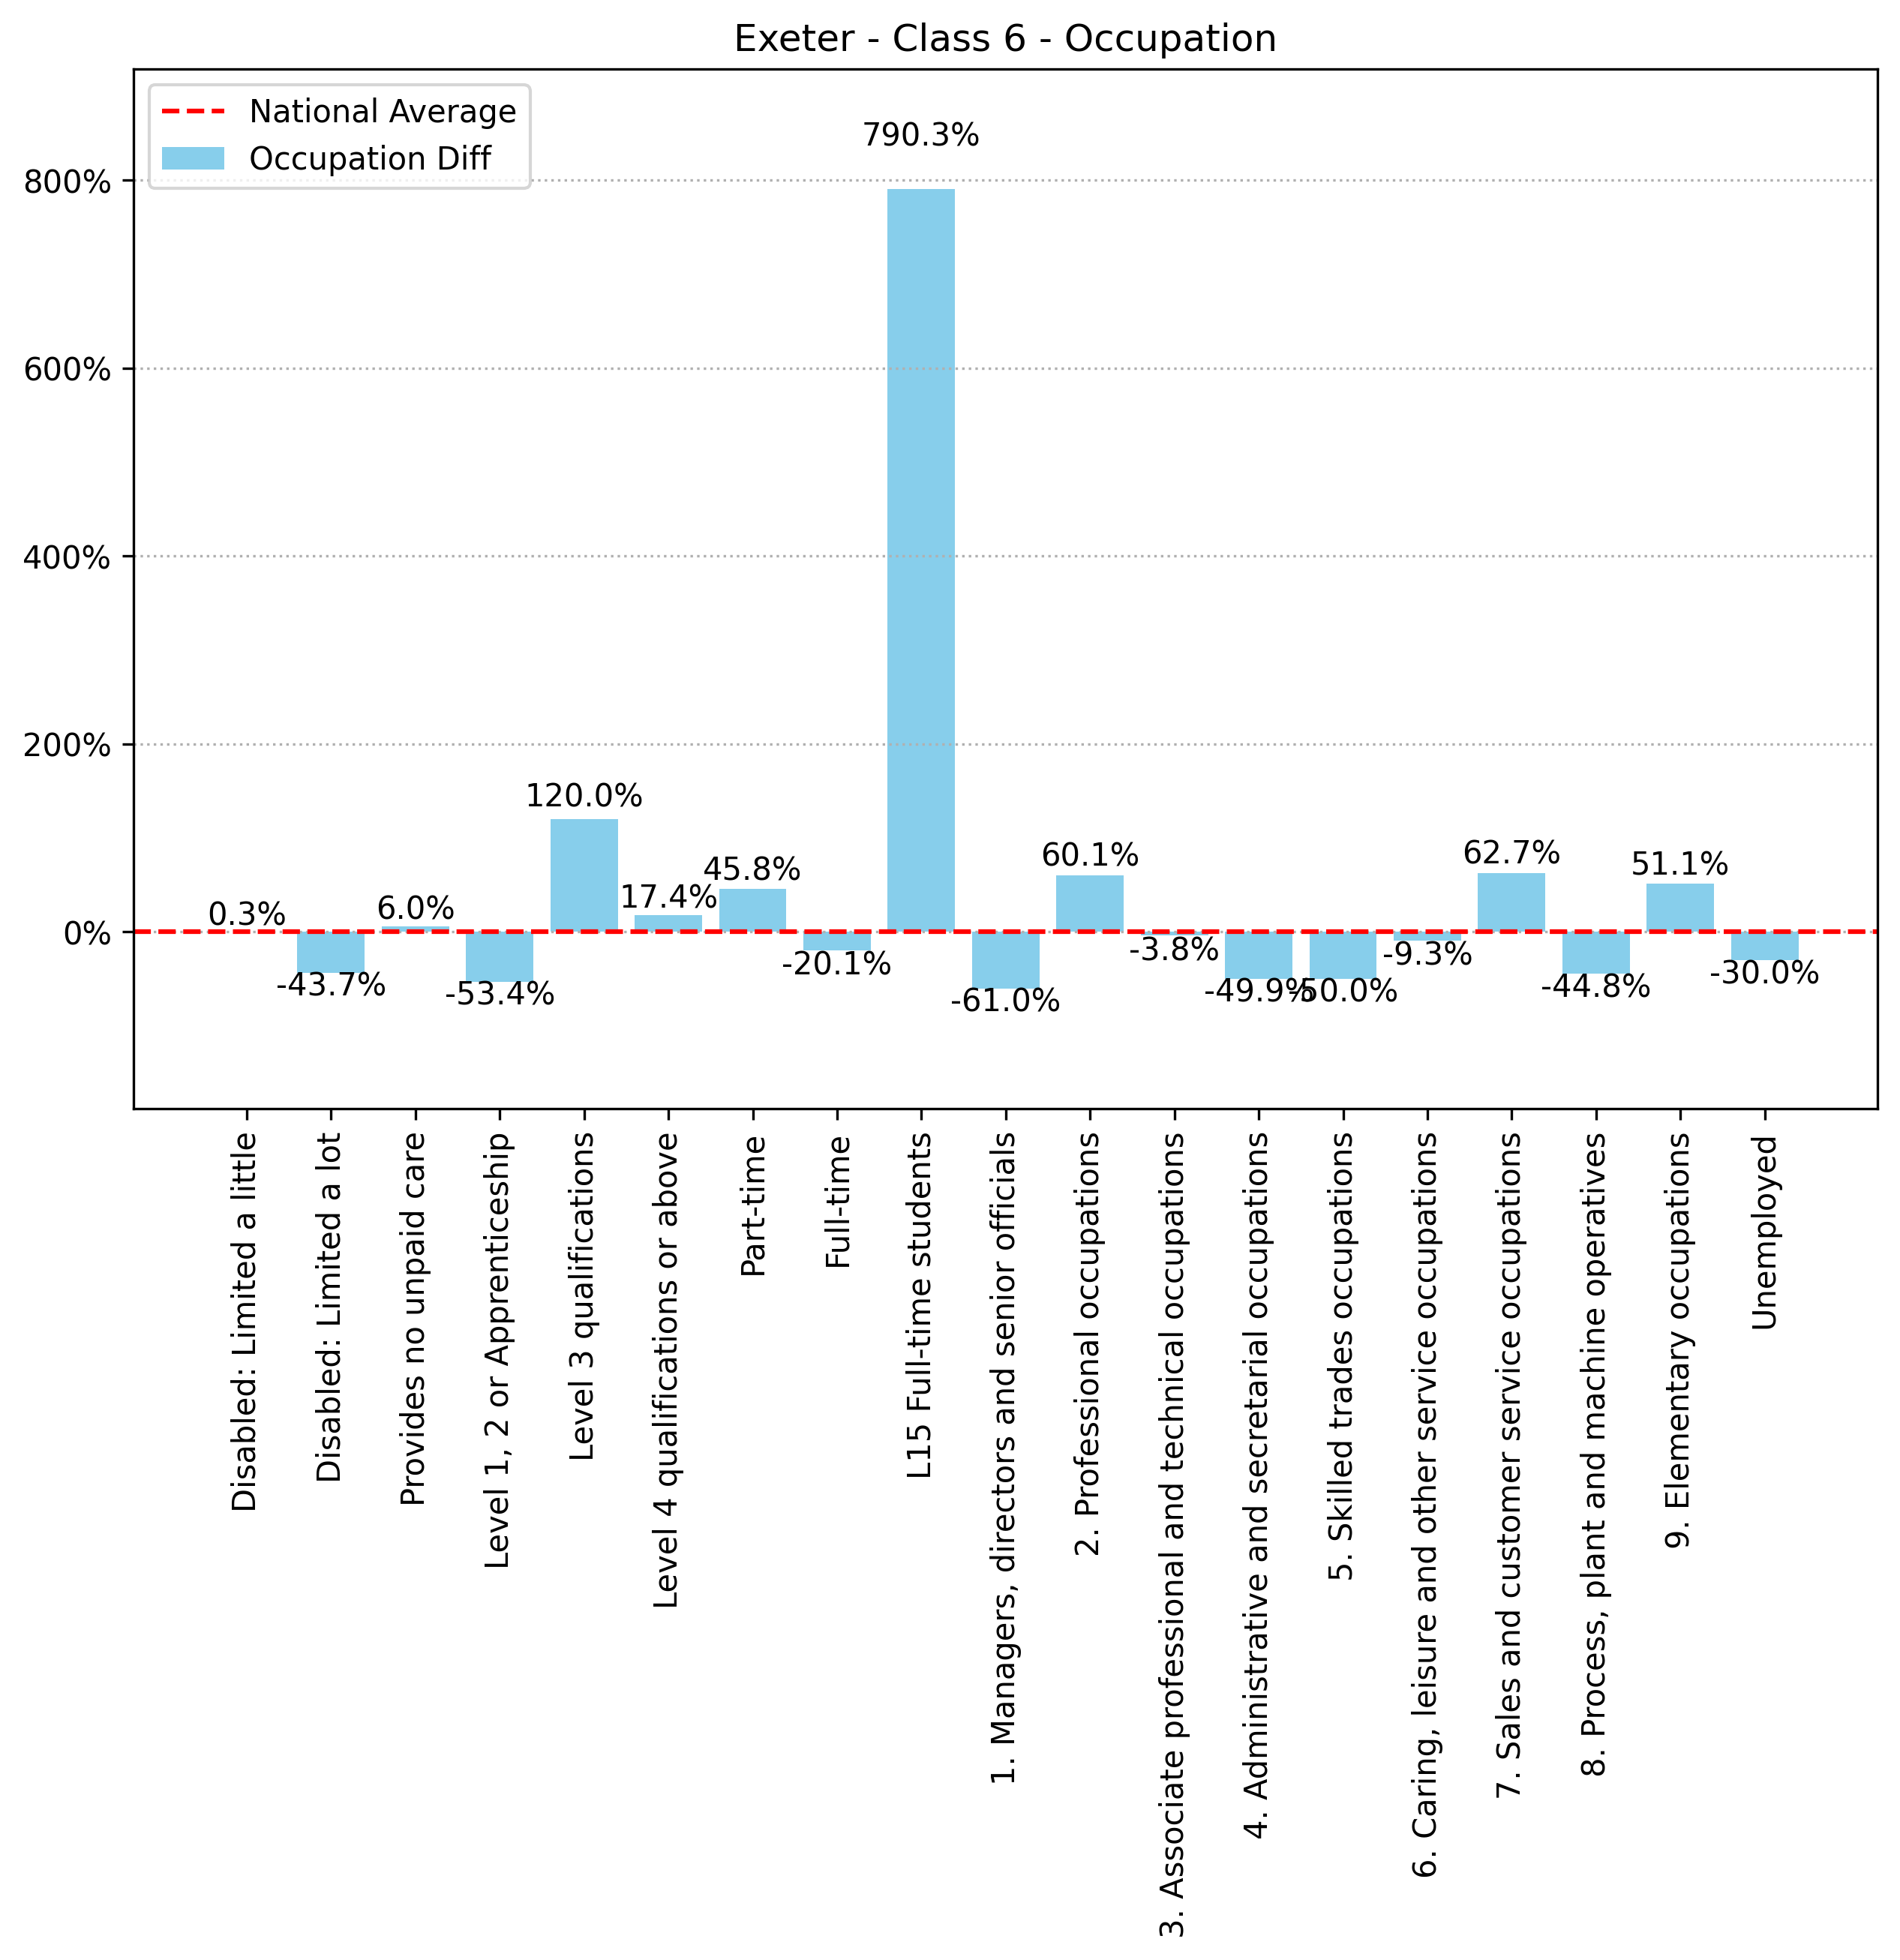 Exeter - Class 6 - Occupation
National Average
Occupation Diff
800%
600%
400%
200%
0%
0.3%
-43.7%
6.0%
-53.4%
120.0%
17.4%
45.8%
-20.1%
790.3%
-61.0%
60.1%
-3.8%
-49.9%
-50.0%
-9.3%
62.7%
-44.8%
51.1%
-30.0%
Disabled: Limited a little
Disabled: Limited a lot
Provides no unpaid care
Level 1, 2 or Apprenticeship
Level 3 qualifications
Level 4 qualifications or above
Part-time
Full-time
L15 Full-time students
1. Managers, directors and senior officials
2. Professional occupations
3. Associate professional and technical occupations
4. Administrative and secretarial occupations
5. Skilled trades occupations
6. Caring, leisure and other service occupations
7. Sales and customer service occupations
8. Process, plant and machine operatives
9. Elementary occupations
Unemployed